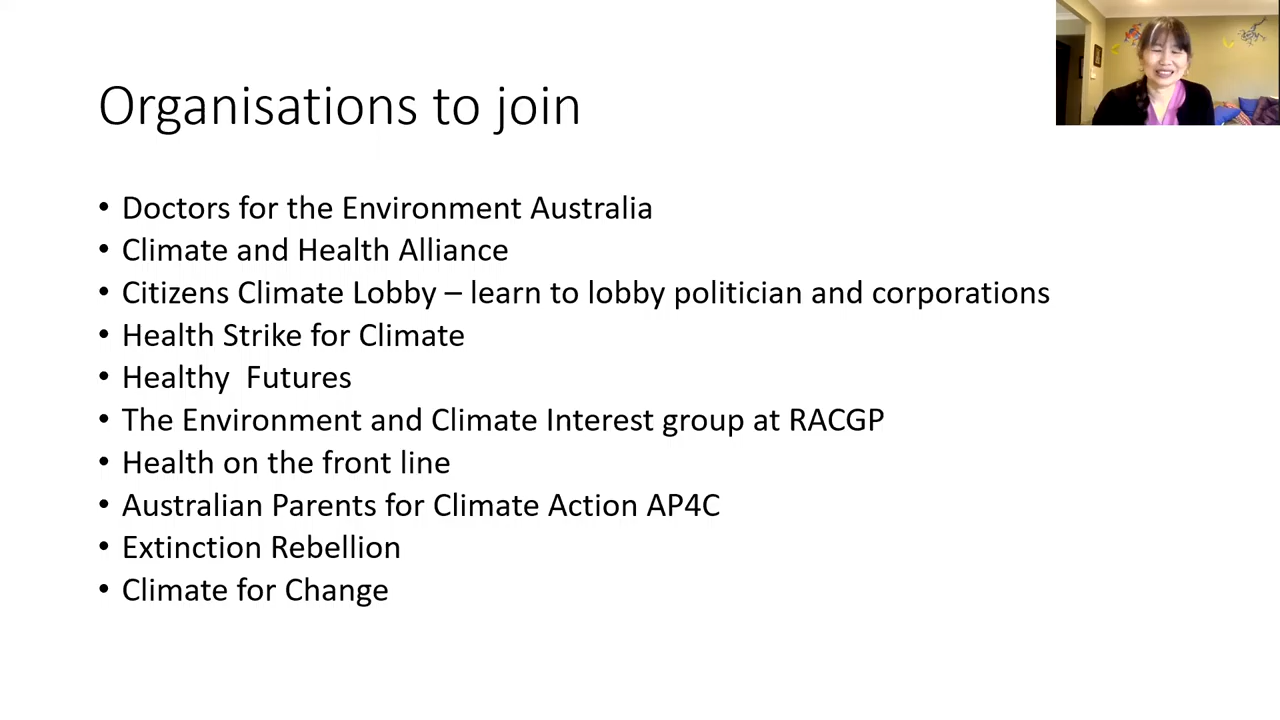 Organisations to join
• Doctors for the Environment Australia
• Climate and Health Alliance
• Citizens Climate Lobby – learn to lobby politician and corporations
• Health Strike for Climate
• Healthy  Futures
• The Environment and Climate Interest group at RACGP
• Health on the front line
• Australian Parents for Climate Action AP4C
• Extinction Rebellion
• Climate for Change